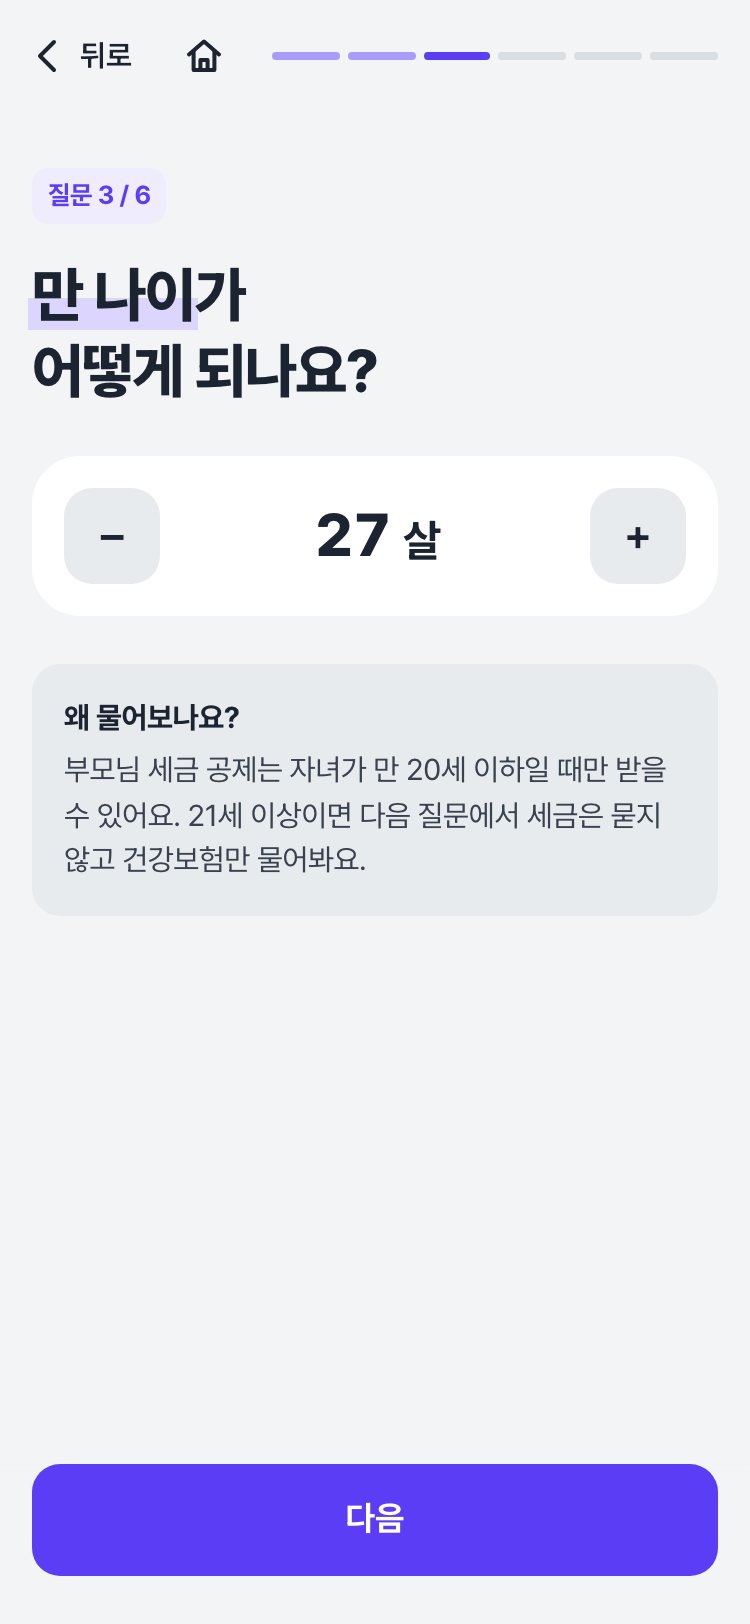 뒤로
질문 3 / 6
만 나이가
어떻게 되나요?
− 27 살 +
왜 물어보나요?
부모님 세금 공제는 자녀가 만 20세 이하일 때만 받을
수 있어요. 21세 이상이면 다음 질문에서 세금은 묻지
않고 건강보험만 물어봐요.
다음